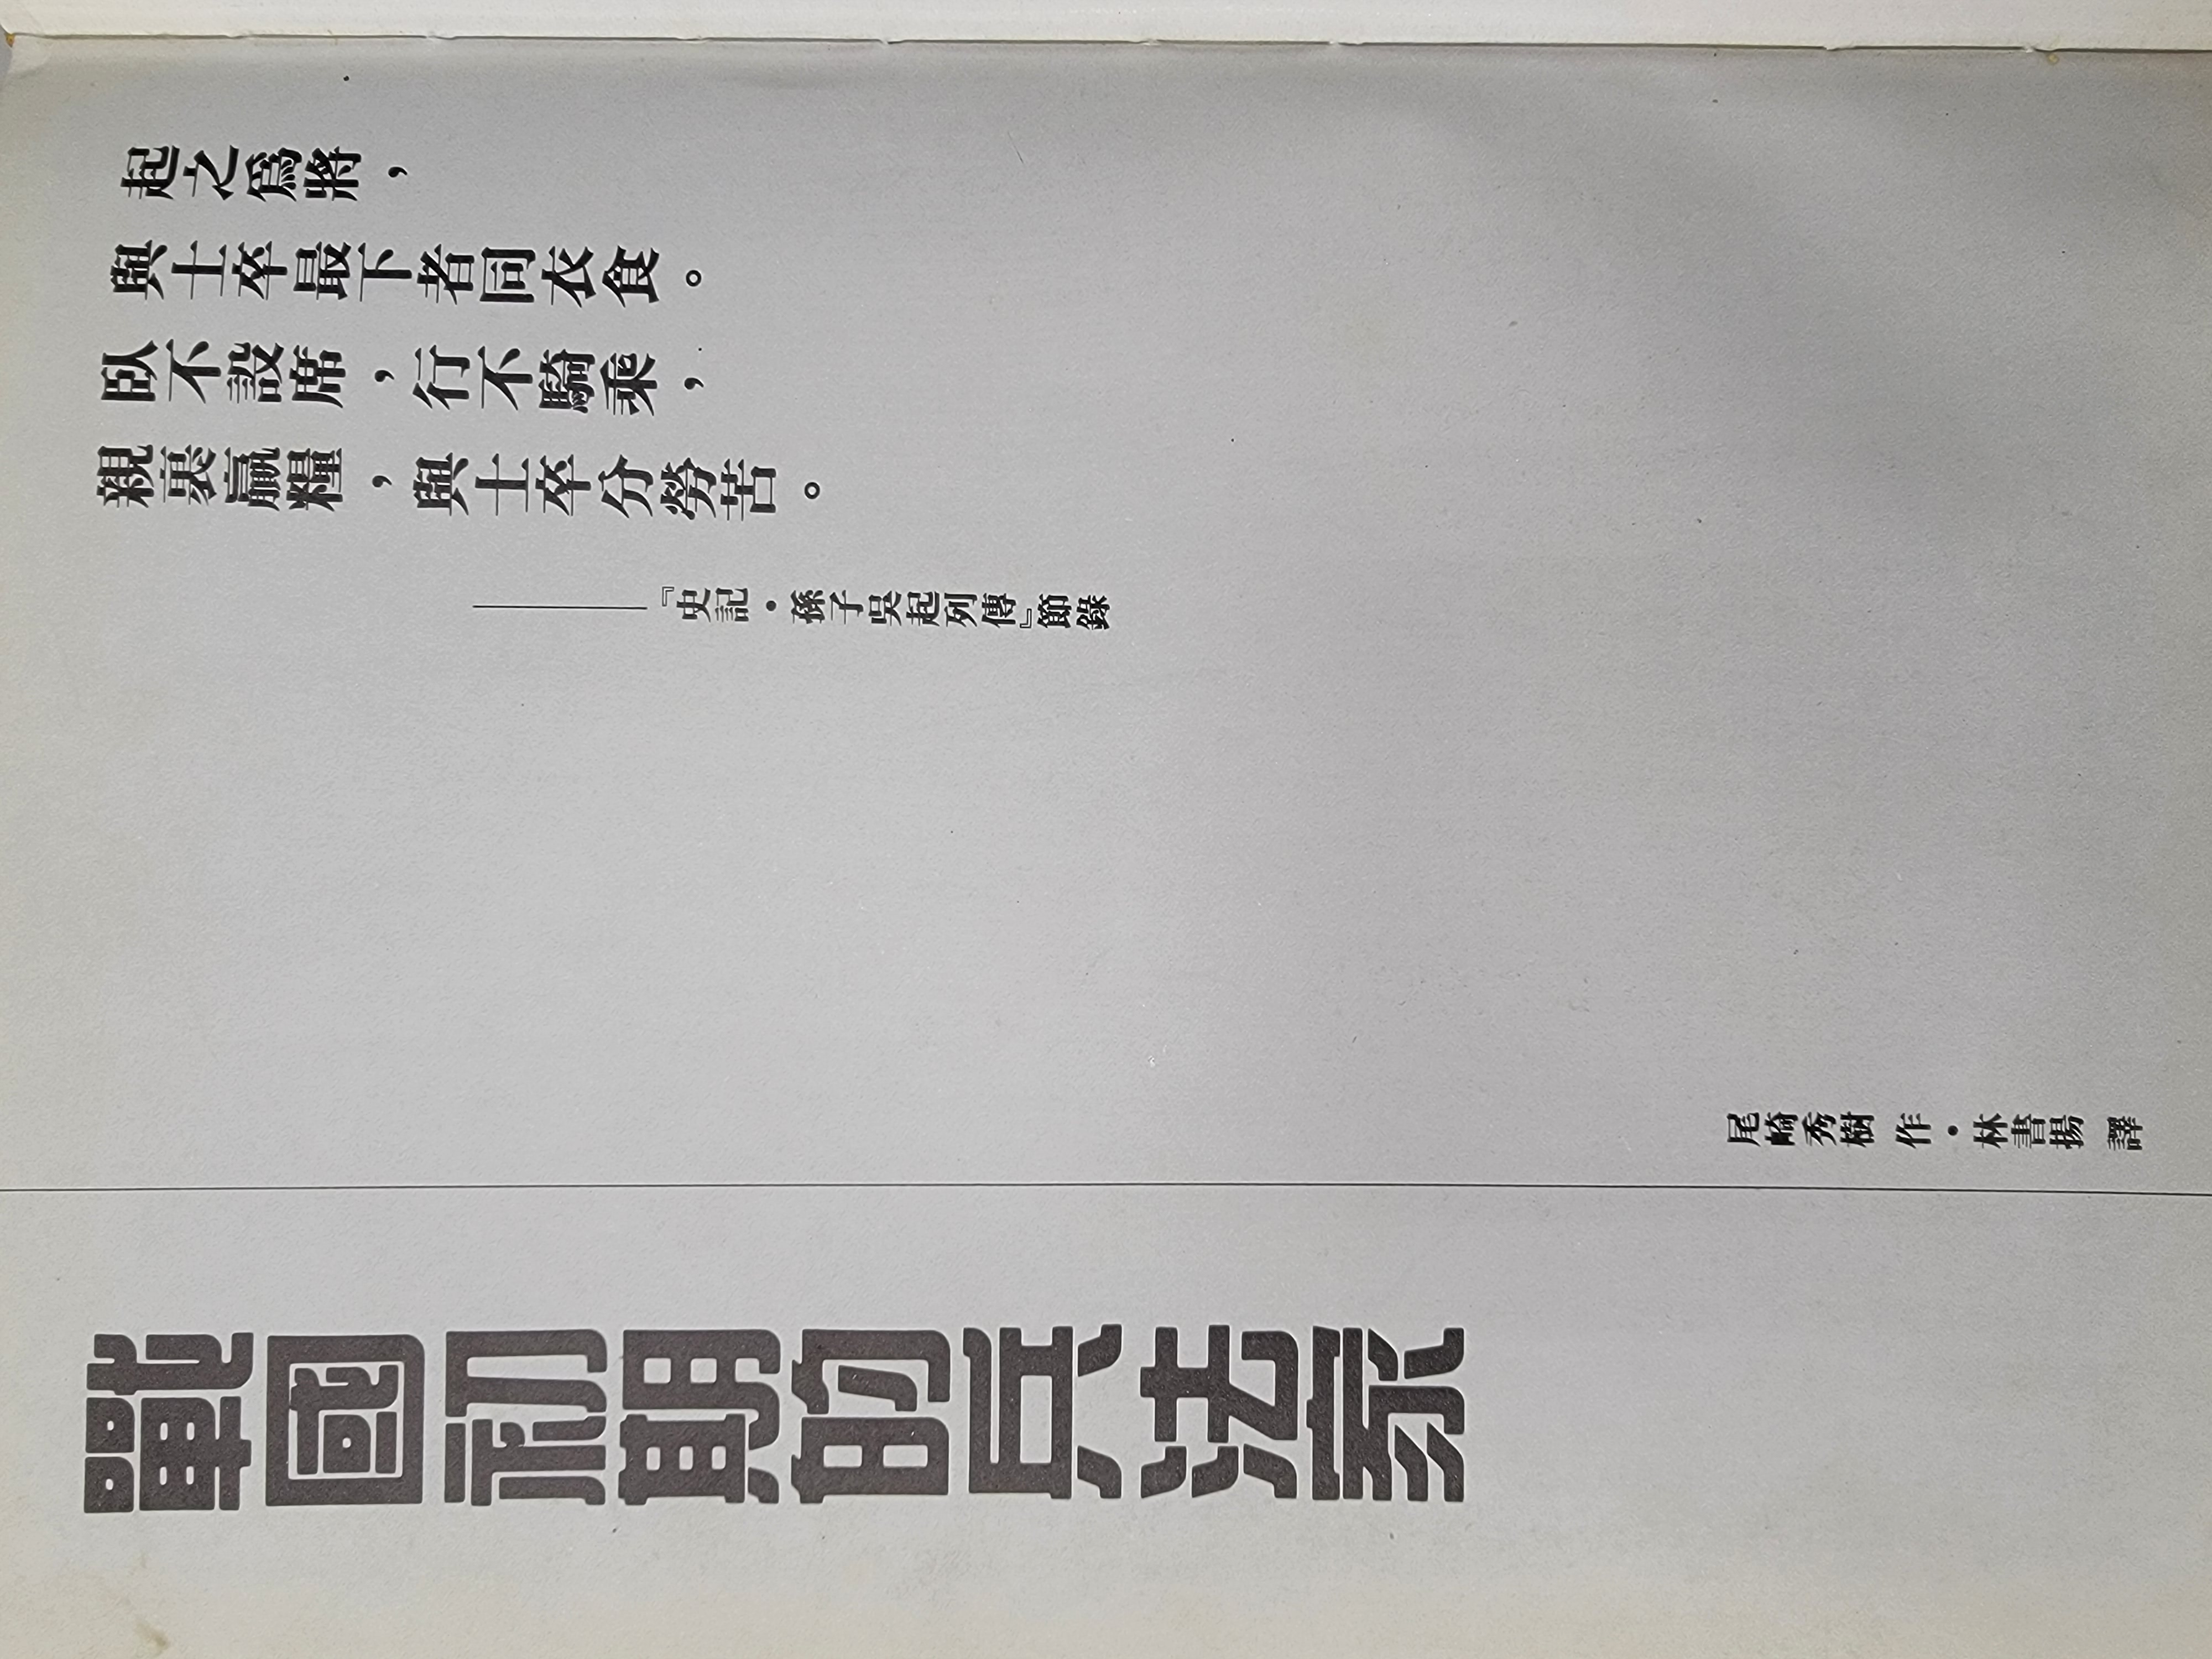 起之爲將，
與士卒最下者同衣食。
臥不設席，行不騎乘，
親裹贏糧，與士卒分勞苦。
——『史記・孫子吳起列傳』節錄
尾崎秀樹 作・林書揚 譯
戰國初期的兵法家